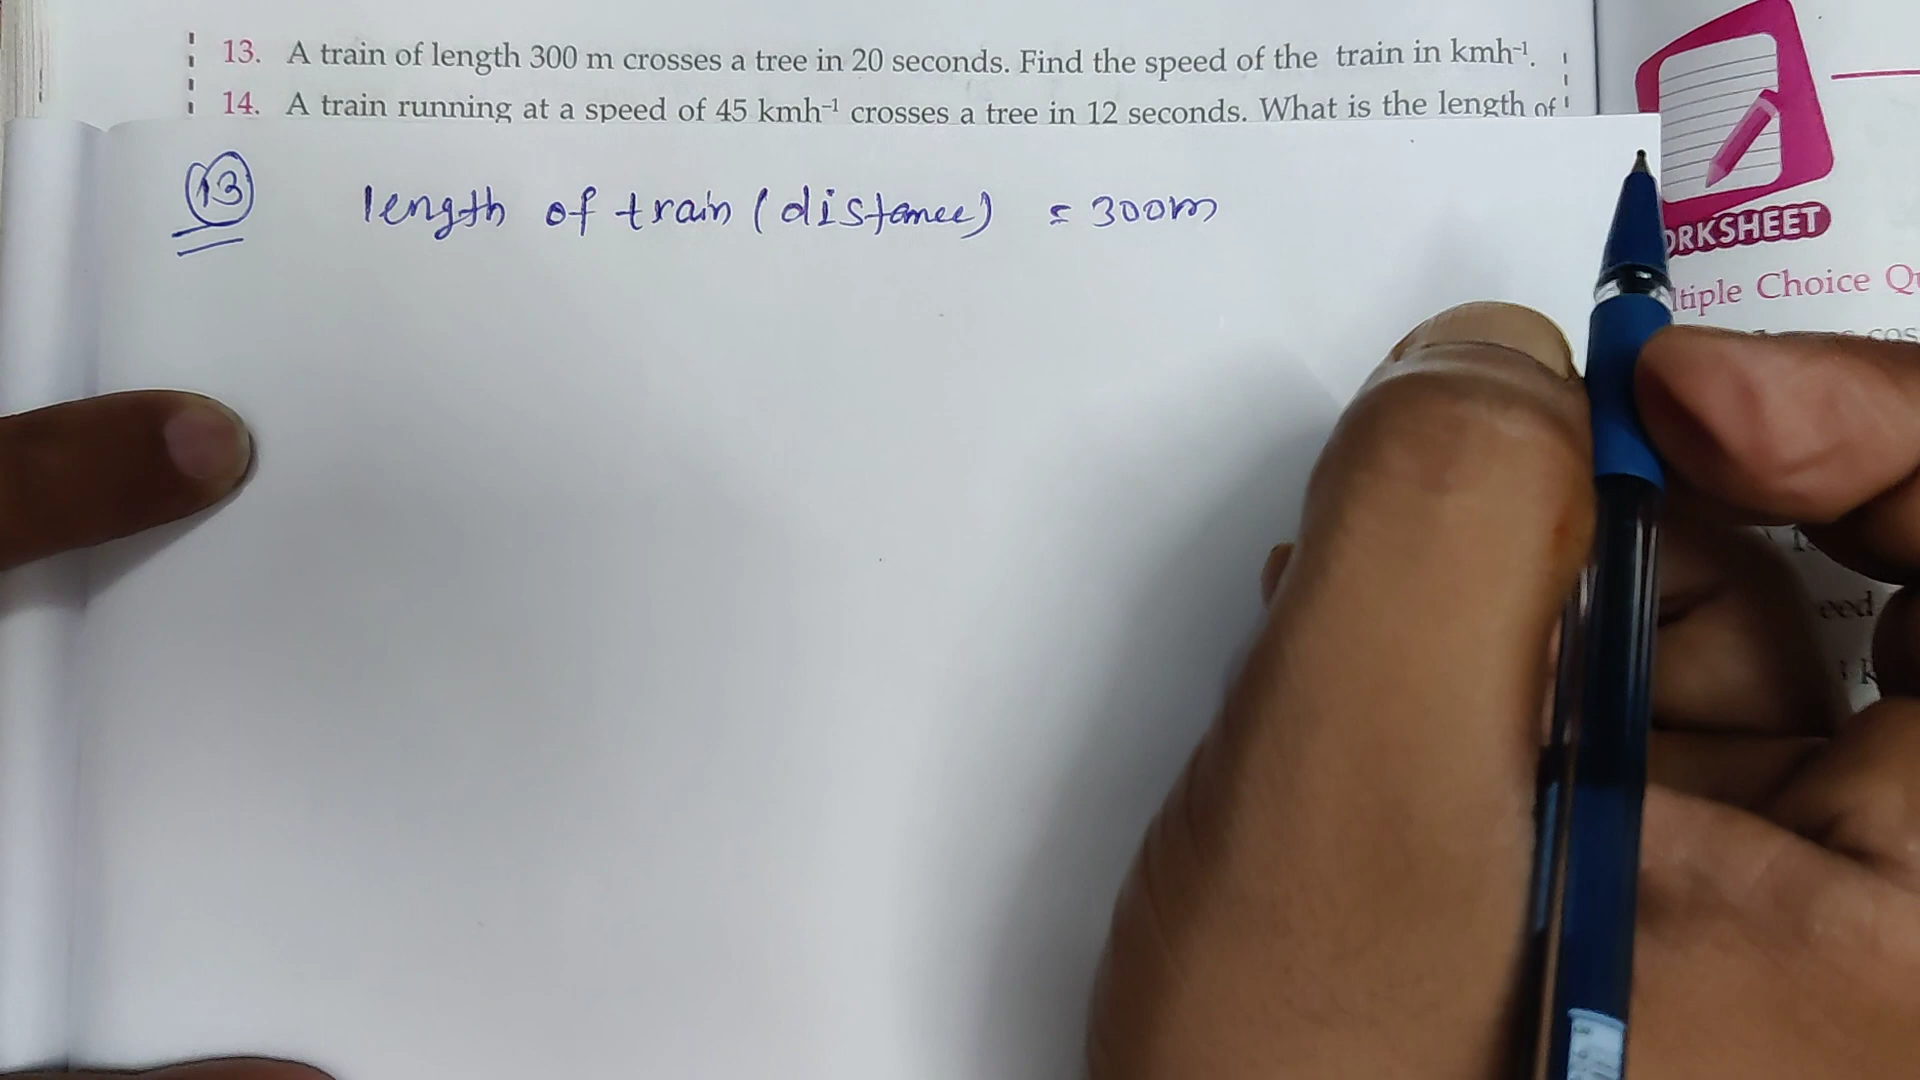 13. A train of length 300 m crosses a tree in 20 seconds. Find the speed of the train in kmh⁻¹.
14. A train running at a speed of 45 kmh⁻¹ crosses a tree in 12 seconds. What is the length of
13 length of train (distance) = 300m
ORKSHEET
ltiple Choice Q
cos
eed